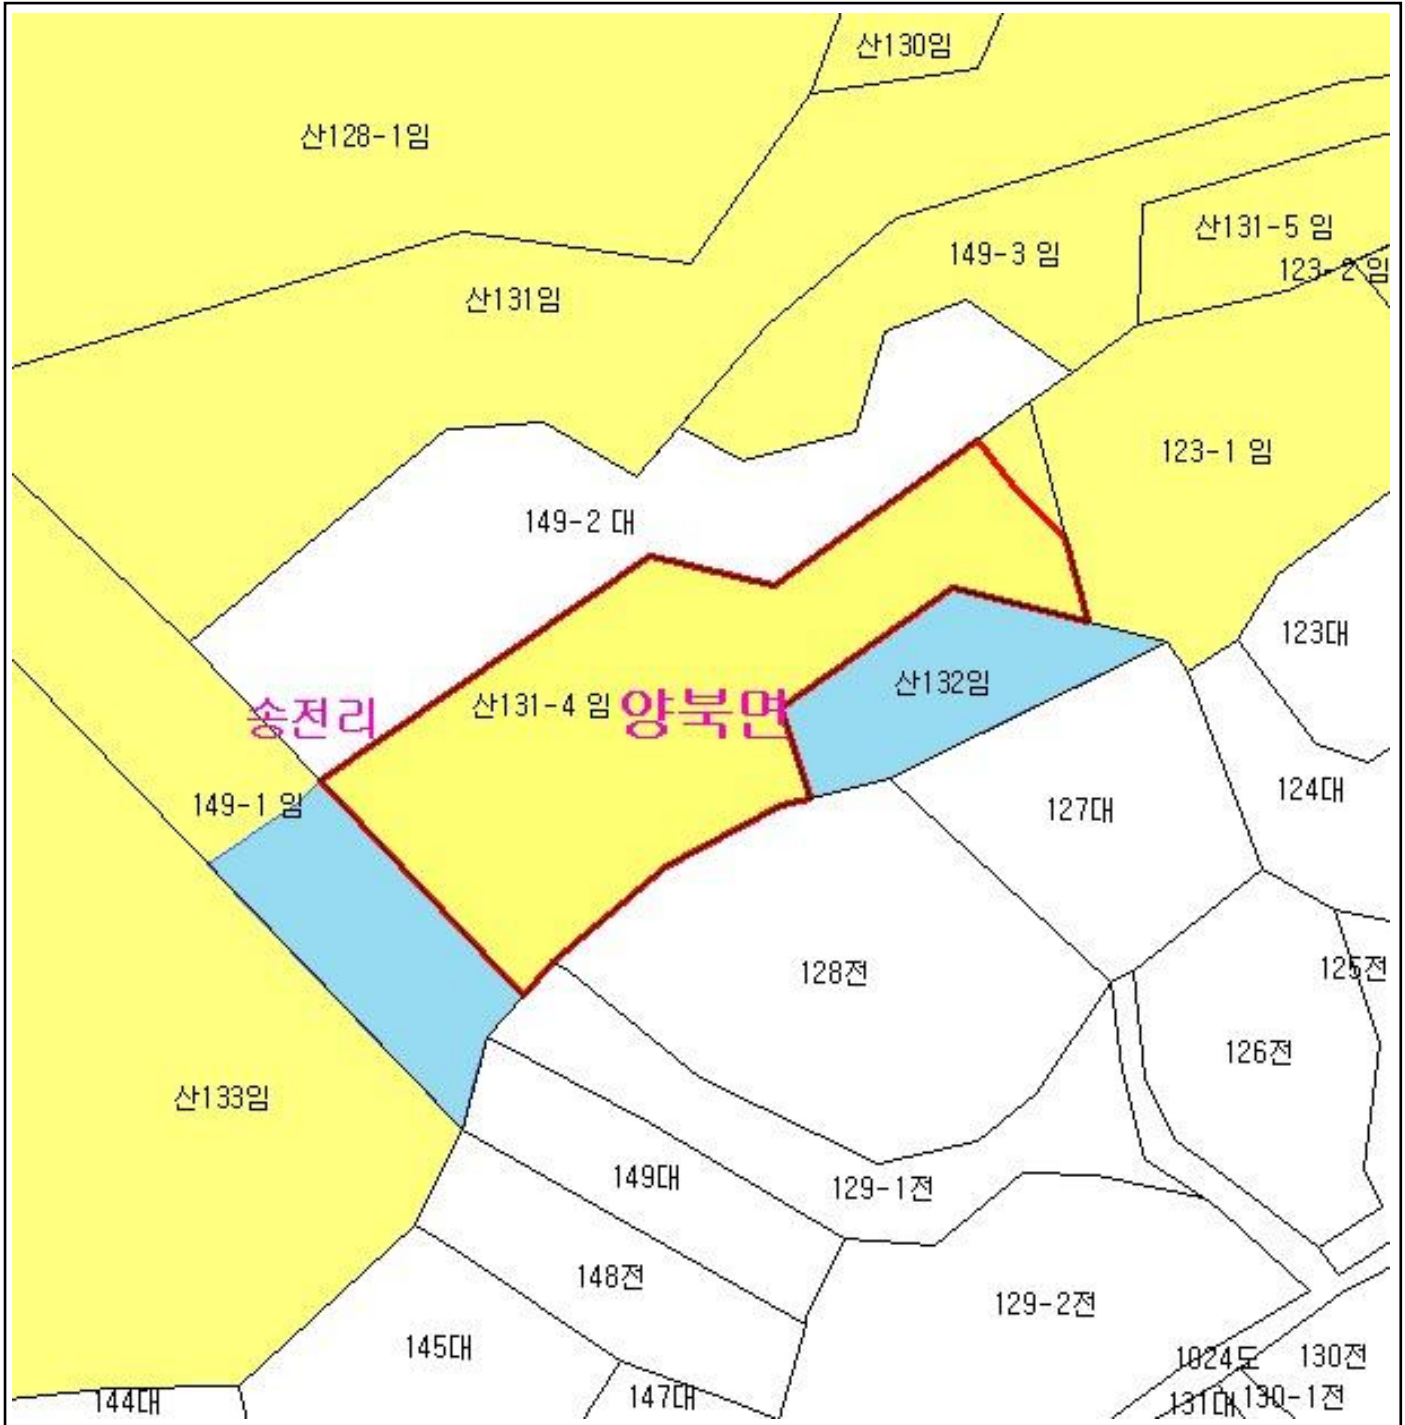 산130임
산128-1임
산131-5 임
149-3 임
123-2 임
산131임
123-1 임
149-2 대
123대
산132임
산131-4 임
양북면
송전리
124대
149-1 임
127대
125전
128전
126전
산133임
149대
129-1전
148전
129-2전
145대
1024도
130전
147대
130-1전
144대
131대